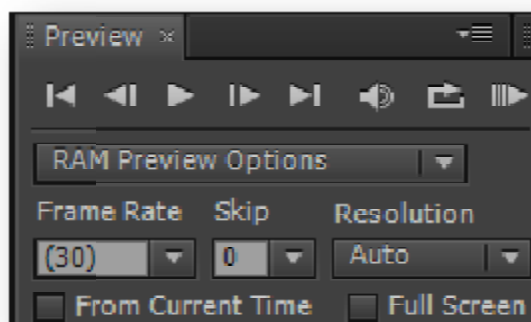 Preview
RAM Preview Options
Frame Rate Skip Resolution
(30) 0 Auto
From Current Time Full Screen